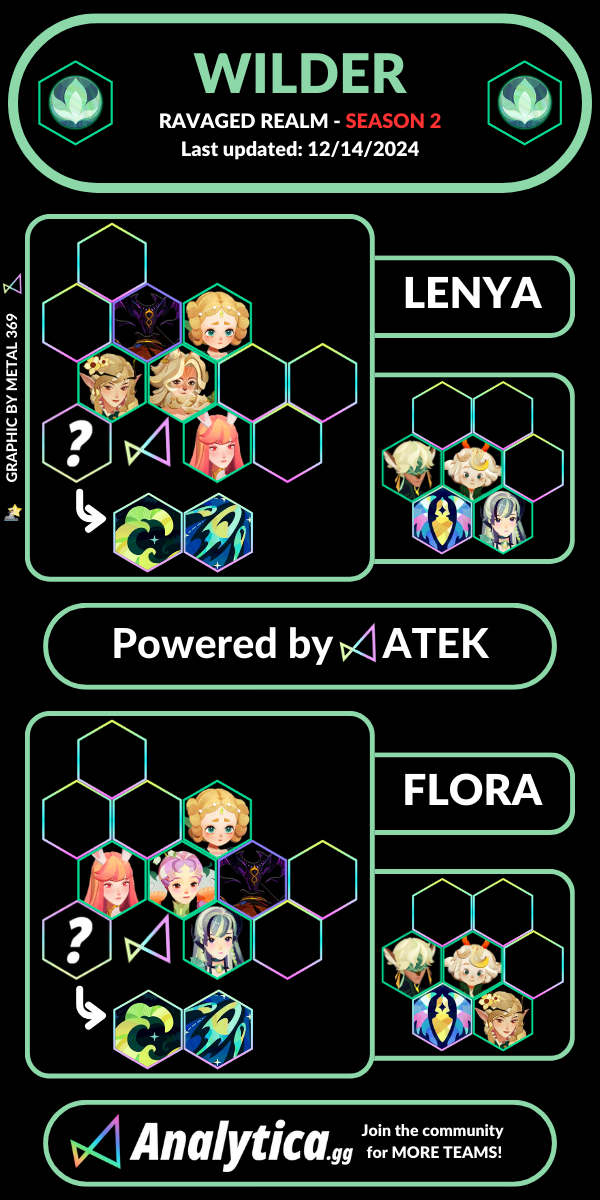 WILDER
RAVAGED REALM - SEASON 2
Last updated: 12/14/2024
GRAPHIC BY METAL 369
LENYA
?
Powered by ATEK
FLORA
?
Analytica.gg
Join the community
for MORE TEAMS!